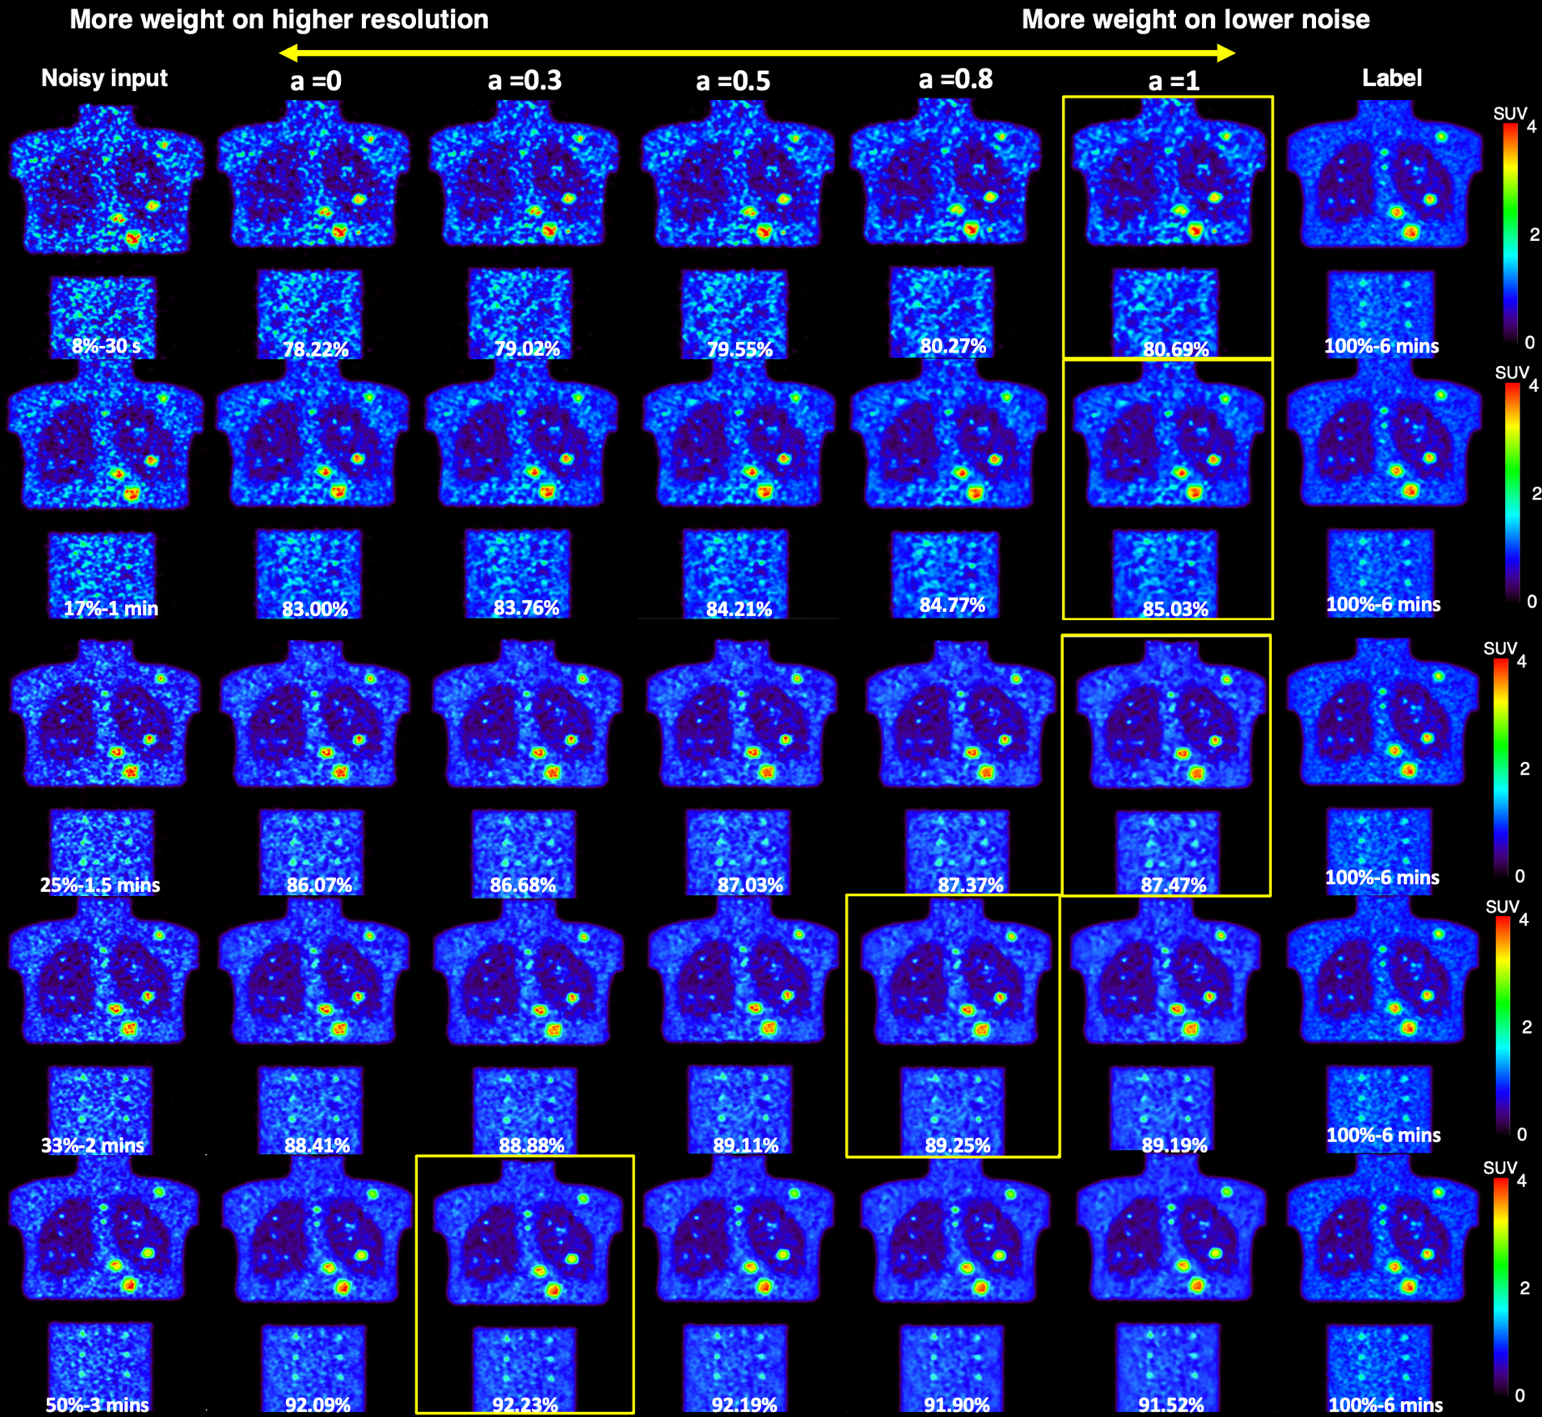 More weight on higher resolution
More weight on lower noise
Noisy input
a =0
a =0.3
a =0.5
a =0.8
a =1
Label
SUV
4
2
0
8%-30 s
78.22%
79.02%
79.55%
80.27%
80.69%
100%-6 mins
SUV
4
2
0
17%-1 min
83.00%
83.76%
84.21%
84.77%
85.03%
100%-6 mins
SUV
4
2
0
25%-1.5 mins
86.07%
86.68%
87.03%
87.37%
87.47%
100%-6 mins
SUV
4
2
0
33%-2 mins
88.41%
88.88%
89.11%
89.25%
89.19%
100%-6 mins
SUV
4
2
0
50%-3 mins
92.09%
92.23%
92.19%
91.90%
91.52%
100%-6 mins